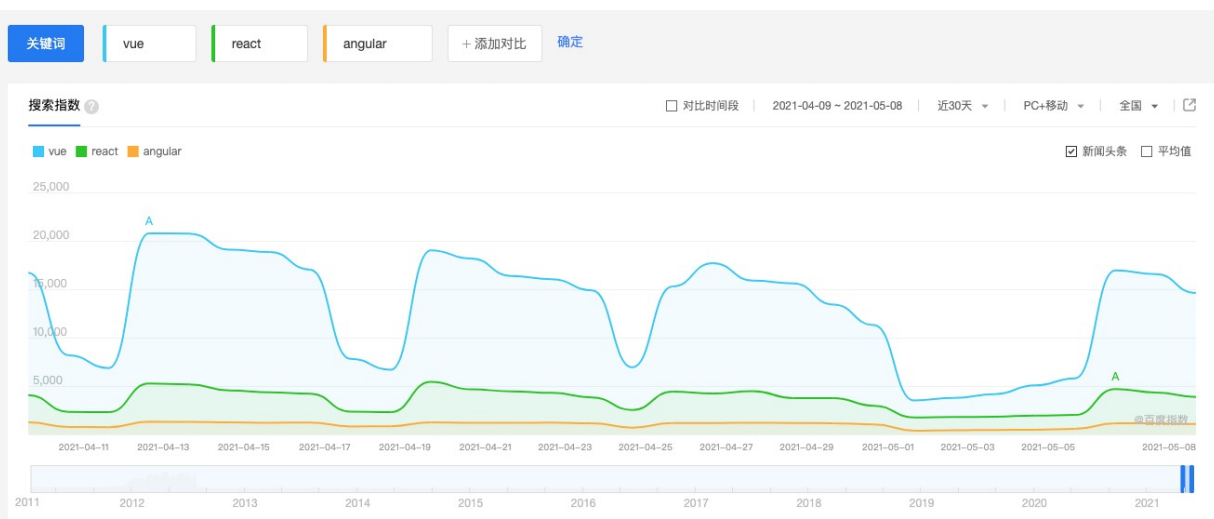 关键词 vue react angular + 添加对比 确定
搜索指数 ? 对比时间段 2021-04-09 ~ 2021-05-08 近30天 PC+移动 全国
vue react angular 新闻头条 平均值
25,000
A
20,000
15,000
10,000
5,000
A
@百度指数
2021-04-11 2021-04-13 2021-04-15 2021-04-17 2021-04-19 2021-04-21 2021-04-23 2021-04-25 2021-04-27 2021-04-29 2021-05-01 2021-05-03 2021-05-05 2021-05-08
2011 2012 2013 2014 2015 2016 2017 2018 2019 2020 2021